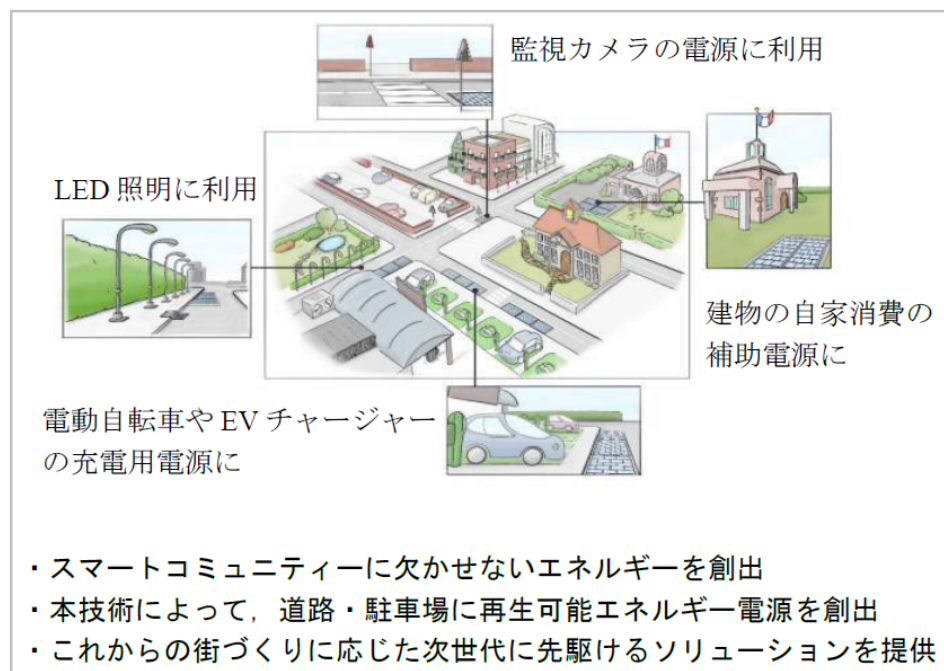 監視カメラの電源に利用
LED 照明に利用
建物の自家消費の
補助電源に
電動自転車や EV チャージャー
の充電用電源に
・スマートコミュニティーに欠かせないエネルギーを創出
・本技術によって，道路・駐車場に再生可能エネルギー電源を創出
・これからの街づくりに応じた次世代に先駆けるソリューションを提供